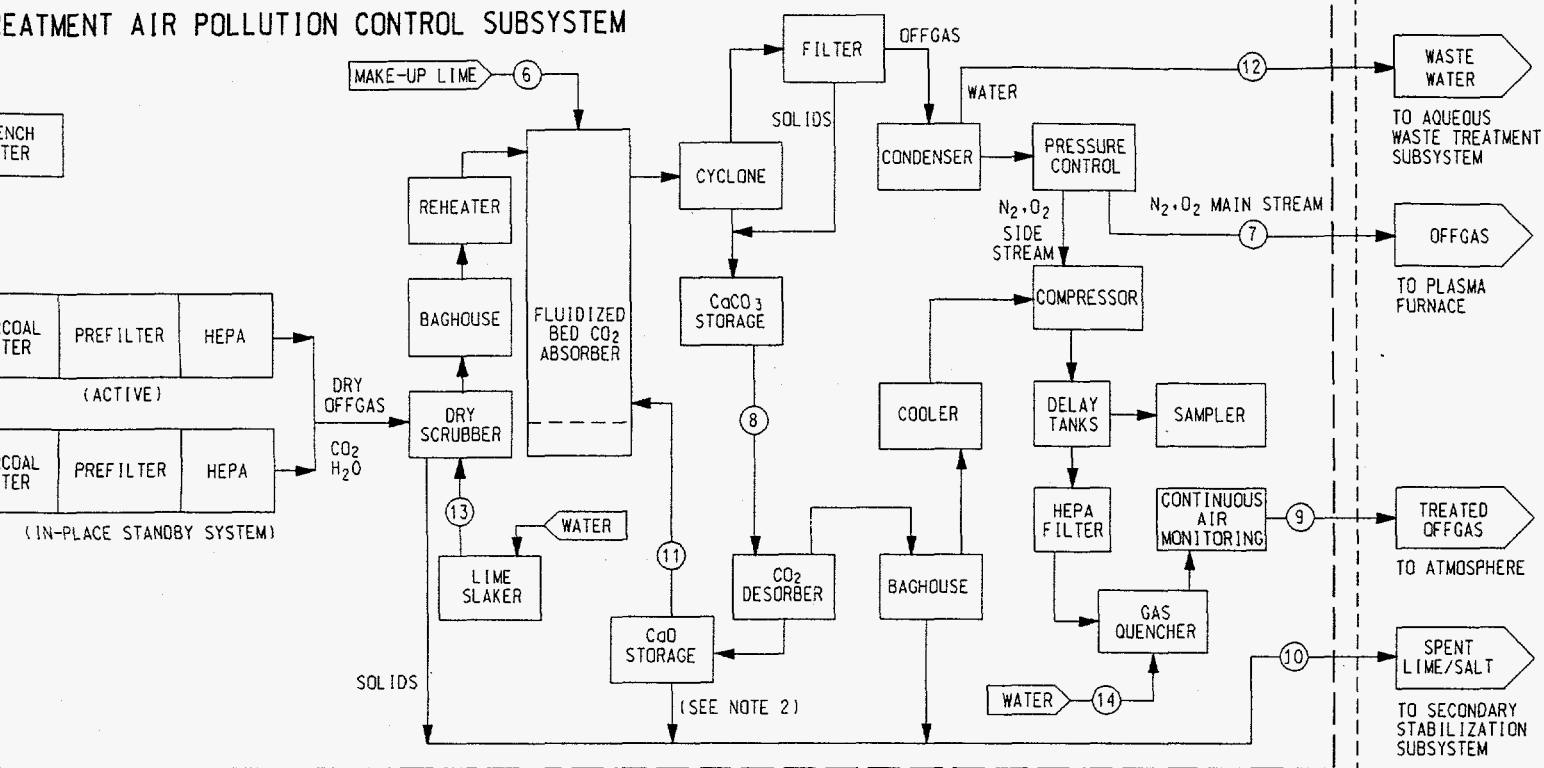 EATMENT AIR POLLUTION CONTROL SUBSYSTEM
FILTER
OFFGAS
MAKE-UP LIME
6
12
WASTE
WATER
WATER
SOLIDS
TO AQUEOUS
WASTE TREATMENT
SUBSYSTEM
ENCH
TER
CONDENSER
PRESSURE
CONTROL
CYCLONE
REHEATER
N2,O2
SIDE
STREAM
N2,O2 MAIN STREAM
7
OFFGAS
TO PLASMA
FURNACE
COMPRESSOR
CaCO3
STORAGE
BAGHOUSE
FLUIDIZED
BED CO2
ABSORBER
COAL
TER
PREFILTER
HEPA
(ACTIVE)
DRY
OFFGAS
CO2
H2O
DRY
SCRUBBER
8
COOLER
DELAY
TANKS
SAMPLER
COAL
TER
PREFILTER
HEPA
(IN-PLACE STANDBY SYSTEM)
13
WATER
11
LIME
SLAKER
CO2
DESORBER
BAGHOUSE
HEPA
FILTER
CONTINUOUS
AIR
MONITORING
9
TREATED
OFFGAS
TO ATMOSPHERE
GAS
QUENCHER
CaO
STORAGE
SOLIDS
(SEE NOTE 2)
WATER
14
10
SPENT
LIME/SALT
TO SECONDARY
STABILIZATION
SUBSYSTEM